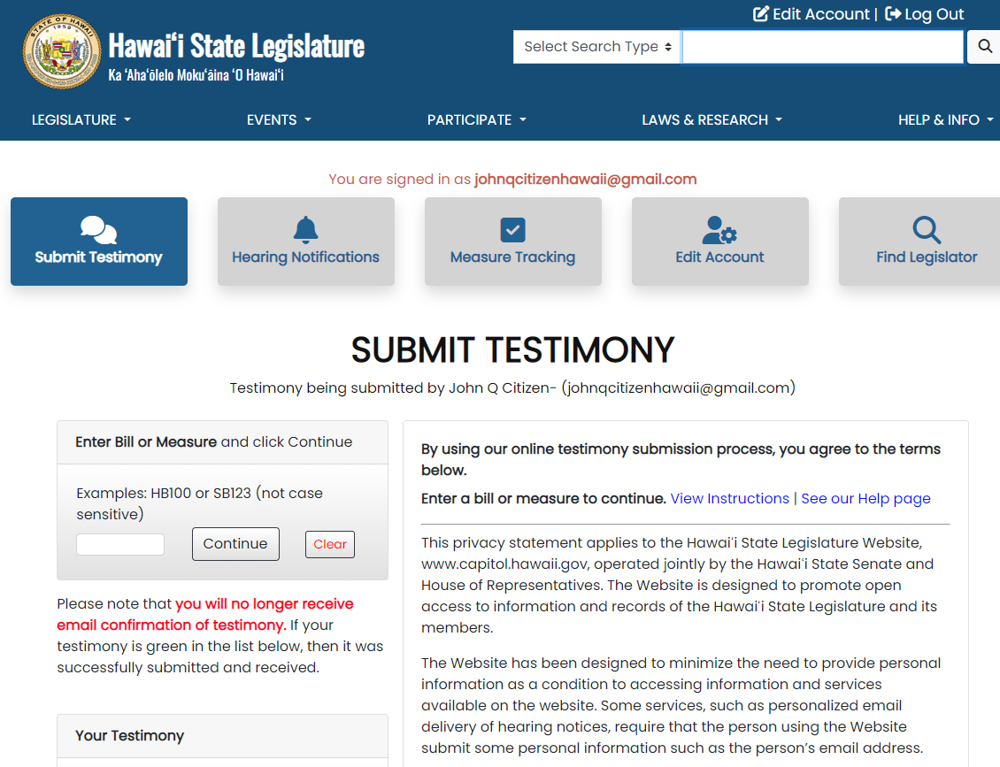 Edit Account | Log Out
STATE OF HAWAII
1959
Hawaiʻi State Legislature
Ka ʻAhaʻōlelo Mokuʻāina ʻO Hawaiʻi
Select Search Type
LEGISLATURE EVENTS PARTICIPATE LAWS & RESEARCH HELP & INFO
You are signed in as johnqcitizenhawaii@gmail.com
Submit Testimony
Hearing Notifications
Measure Tracking
Edit Account
Find Legislator
SUBMIT TESTIMONY
Testimony being submitted by John Q Citizen- (johnqcitizenhawaii@gmail.com)
Enter Bill or Measure and click Continue
Examples: HB100 or SB123 (not case
sensitive)
Continue Clear
Please note that you will no longer receive
email confirmation of testimony. If your
testimony is green in the list below, then it was
successfully submitted and received.
Your Testimony
By using our online testimony submission process, you agree to the terms
below.
Enter a bill or measure to continue. View Instructions | See our Help page
This privacy statement applies to the Hawaiʻi State Legislature Website,
www.capitol.hawaii.gov, operated jointly by the Hawaiʻi State Senate and
House of Representatives. The Website is designed to promote open
access to information and records of the Hawaiʻi State Legislature and its
members.
The Website has been designed to minimize the need to provide personal
information as a condition to accessing information and services
available on the website. Some services, such as personalized email
delivery of hearing notices, require that the person using the Website
submit some personal information such as the person’s email address.